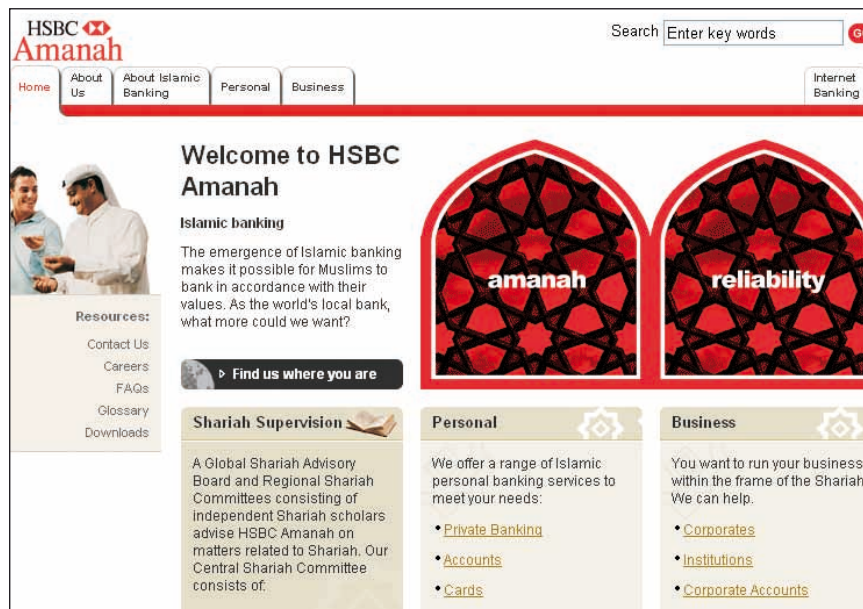 HSBC
Amanah
Search Enter key words
Home
About
Us
About Islamic
Banking
Personal
Business
Internet
Banking
Welcome to HSBC
Amanah
Islamic banking
The emergence of Islamic banking
makes it possible for Muslims to
bank in accordance with their
values. As the world's local bank,
what more could we want?
Find us where you are
amanah
reliability
Resources:
Contact Us
Careers
FAQs
Glossary
Downloads
Shariah Supervision
A Global Shariah Advisory
Board and Regional Shariah
Committees consisting of
independent Shariah scholars
advise HSBC Amanah on
matters related to Shariah. Our
Central Shariah Committee
consists of:
Personal
We offer a range of Islamic
personal banking services to
meet your needs:
Private Banking
Accounts
Cards
Business
You want to run your business
within the frame of the Shariah
We can help.
Corporates
Institutions
Corporate Accounts